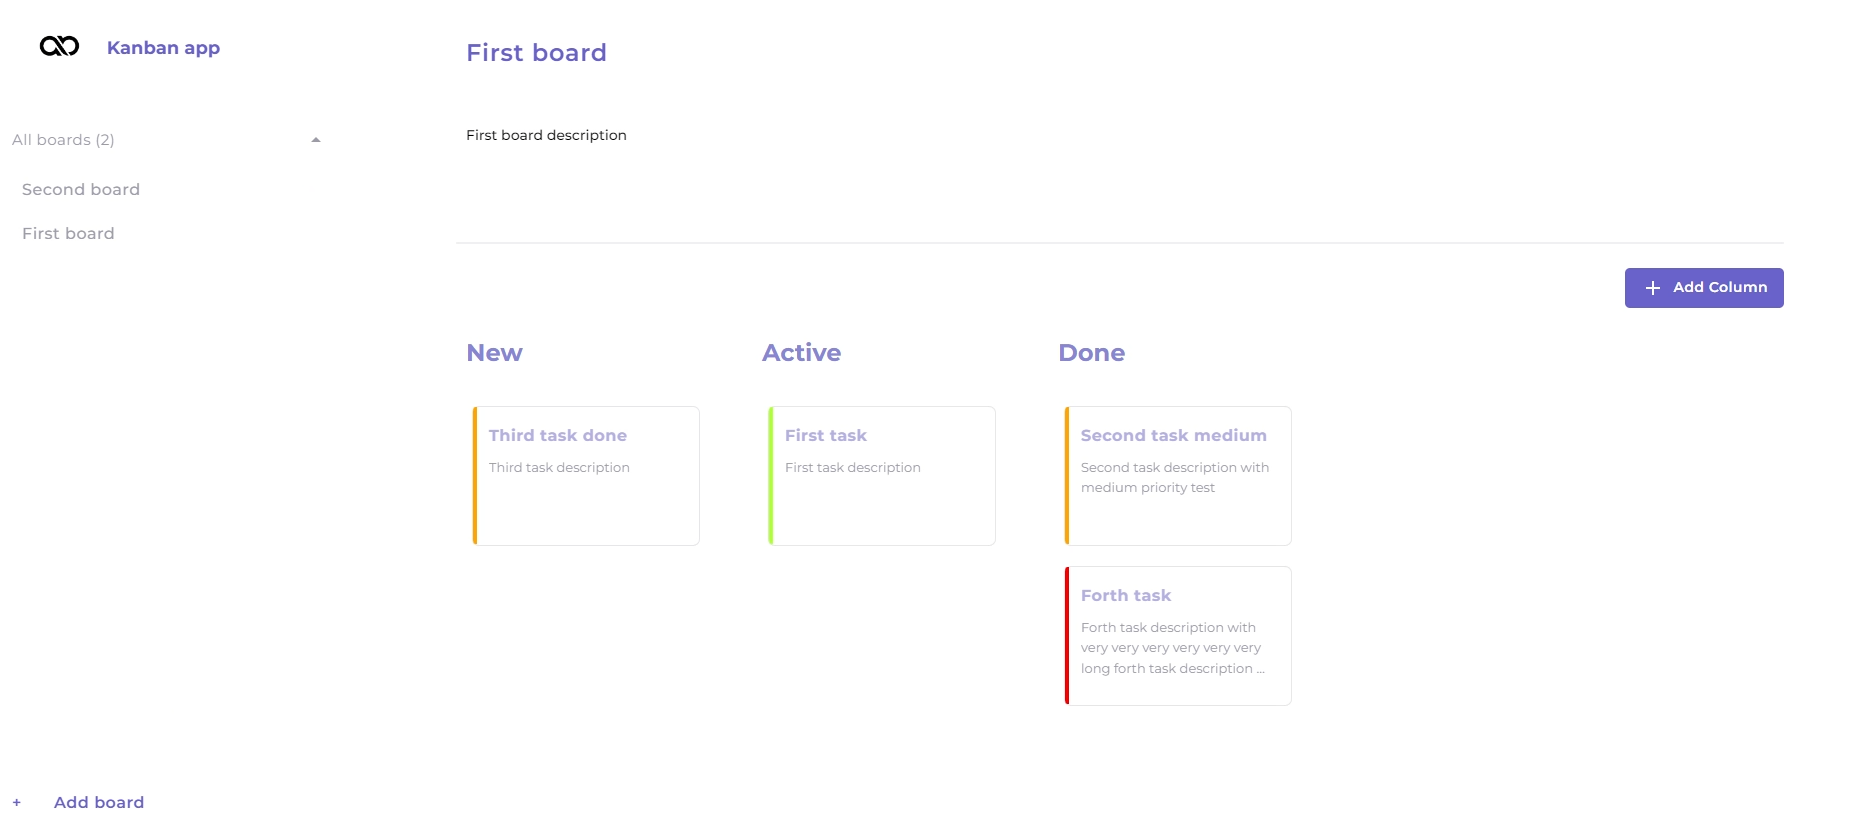 Kanban app
All boards (2)
Second board
First board
+ Add board
First board
First board description
+ Add Column
New
Third task done
Third task description
Active
First task
First task description
Done
Second task medium
Second task description with
medium priority test
Forth task
Forth task description with
very very very very very very
long forth task description ...